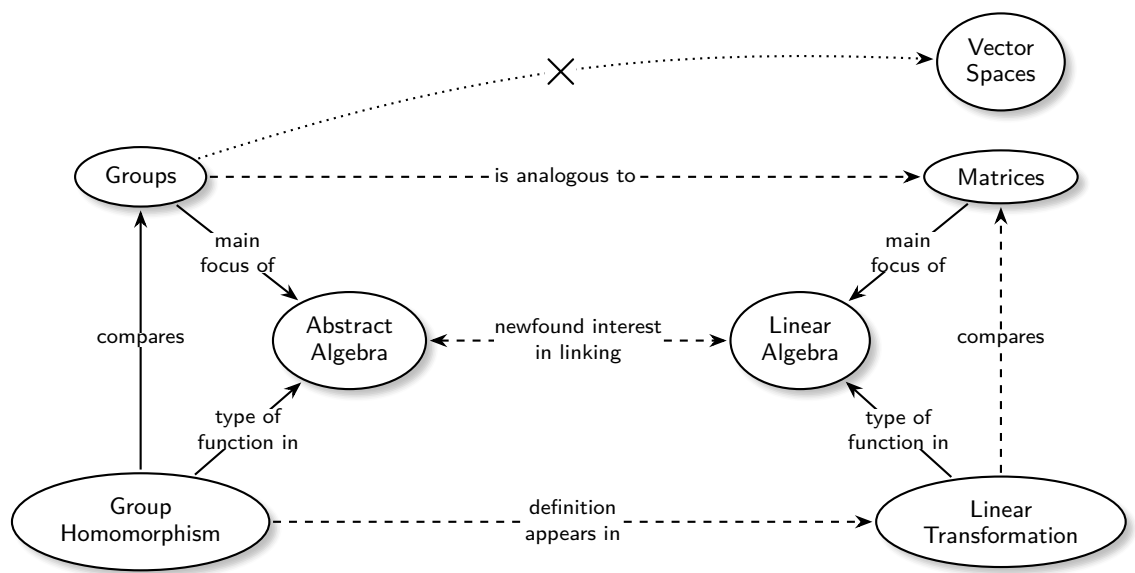 Vector
Spaces
Groups
is analogous to
Matrices
main
focus of
main
focus of
compares
Abstract
Algebra
newfound interest
in linking
Linear
Algebra
compares
type of
function in
type of
function in
Group
Homomorphism
definition
appears in
Linear
Transformation